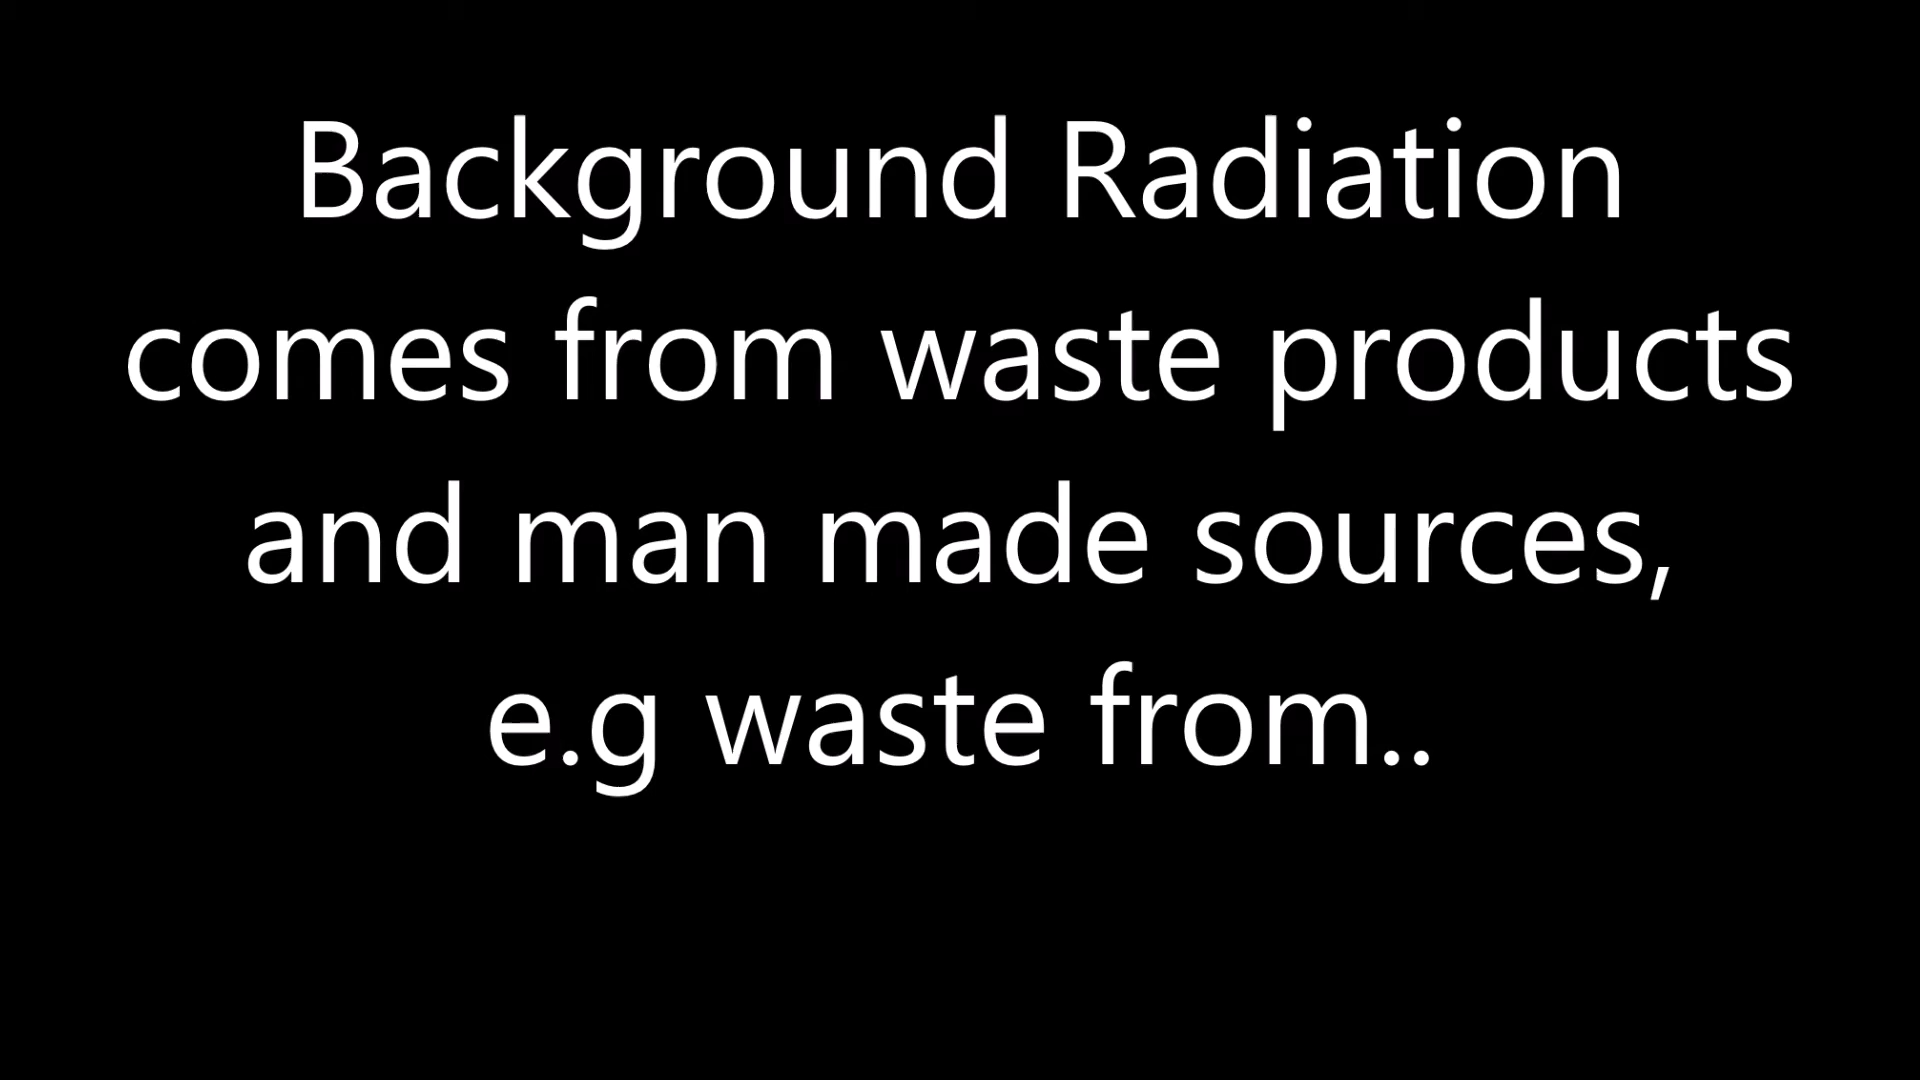 Background Radiation
comes from waste products
and man made sources,
e.g waste from..